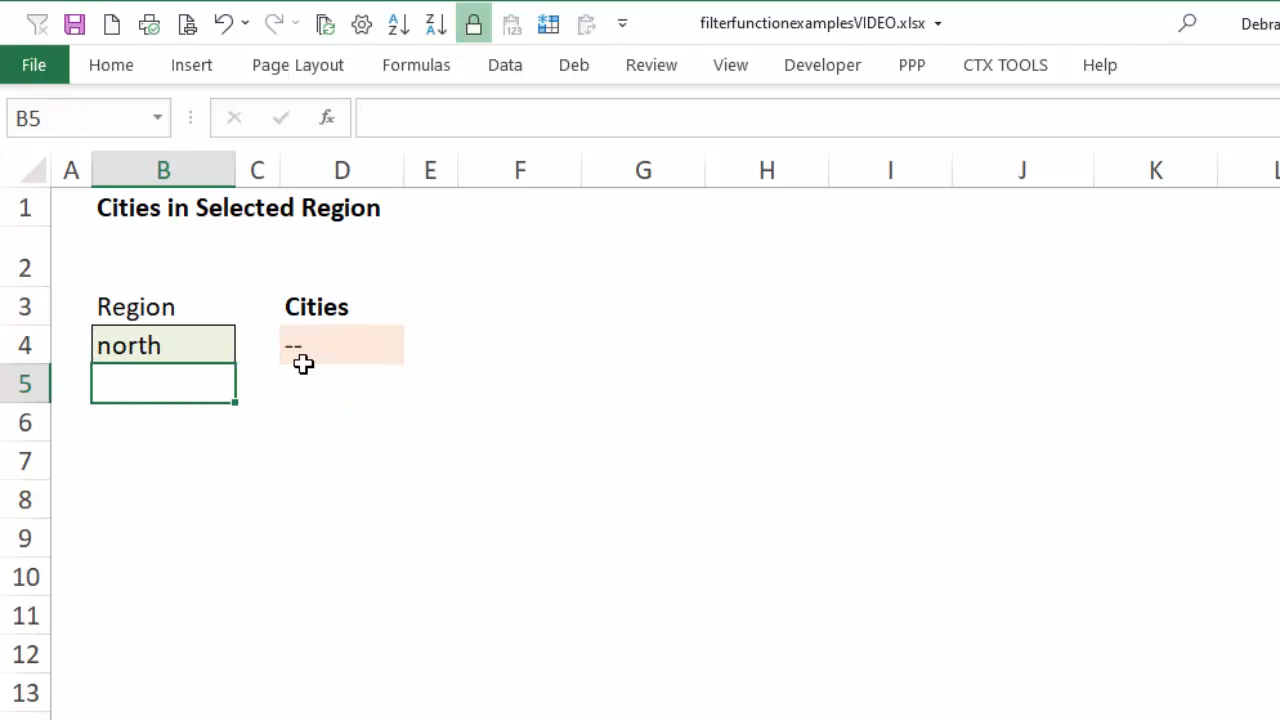 filterfunctionexamplesVIDEO.xlsx
Debra
File Home Insert Page Layout Formulas Data Deb Review View Developer PPP CTX TOOLS Help
B5 fx
A B C D E F G H I J K L
1 Cities in Selected Region
2
3 Region Cities
4 north --
5
6
7
8
9
10
11
12
13